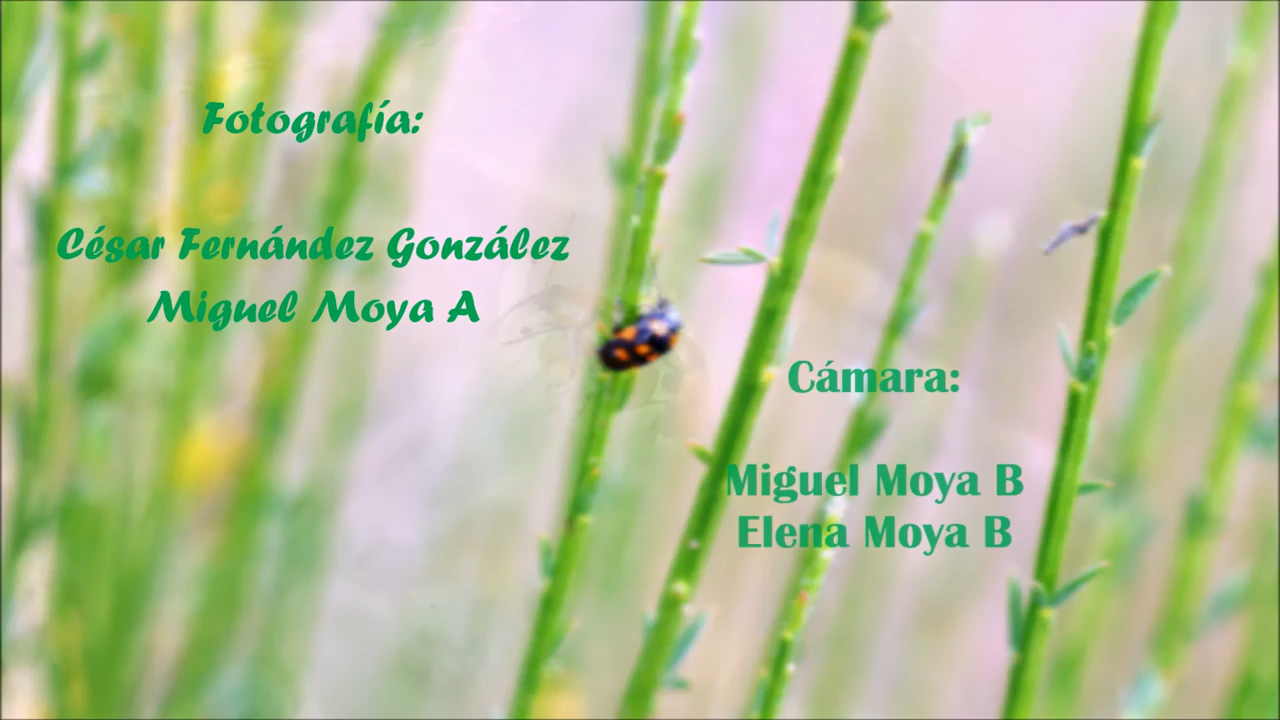 Fotografía:
César Fernández González
Miguel Moya A
Cámara:
Miguel Moya B
Elena Moya B